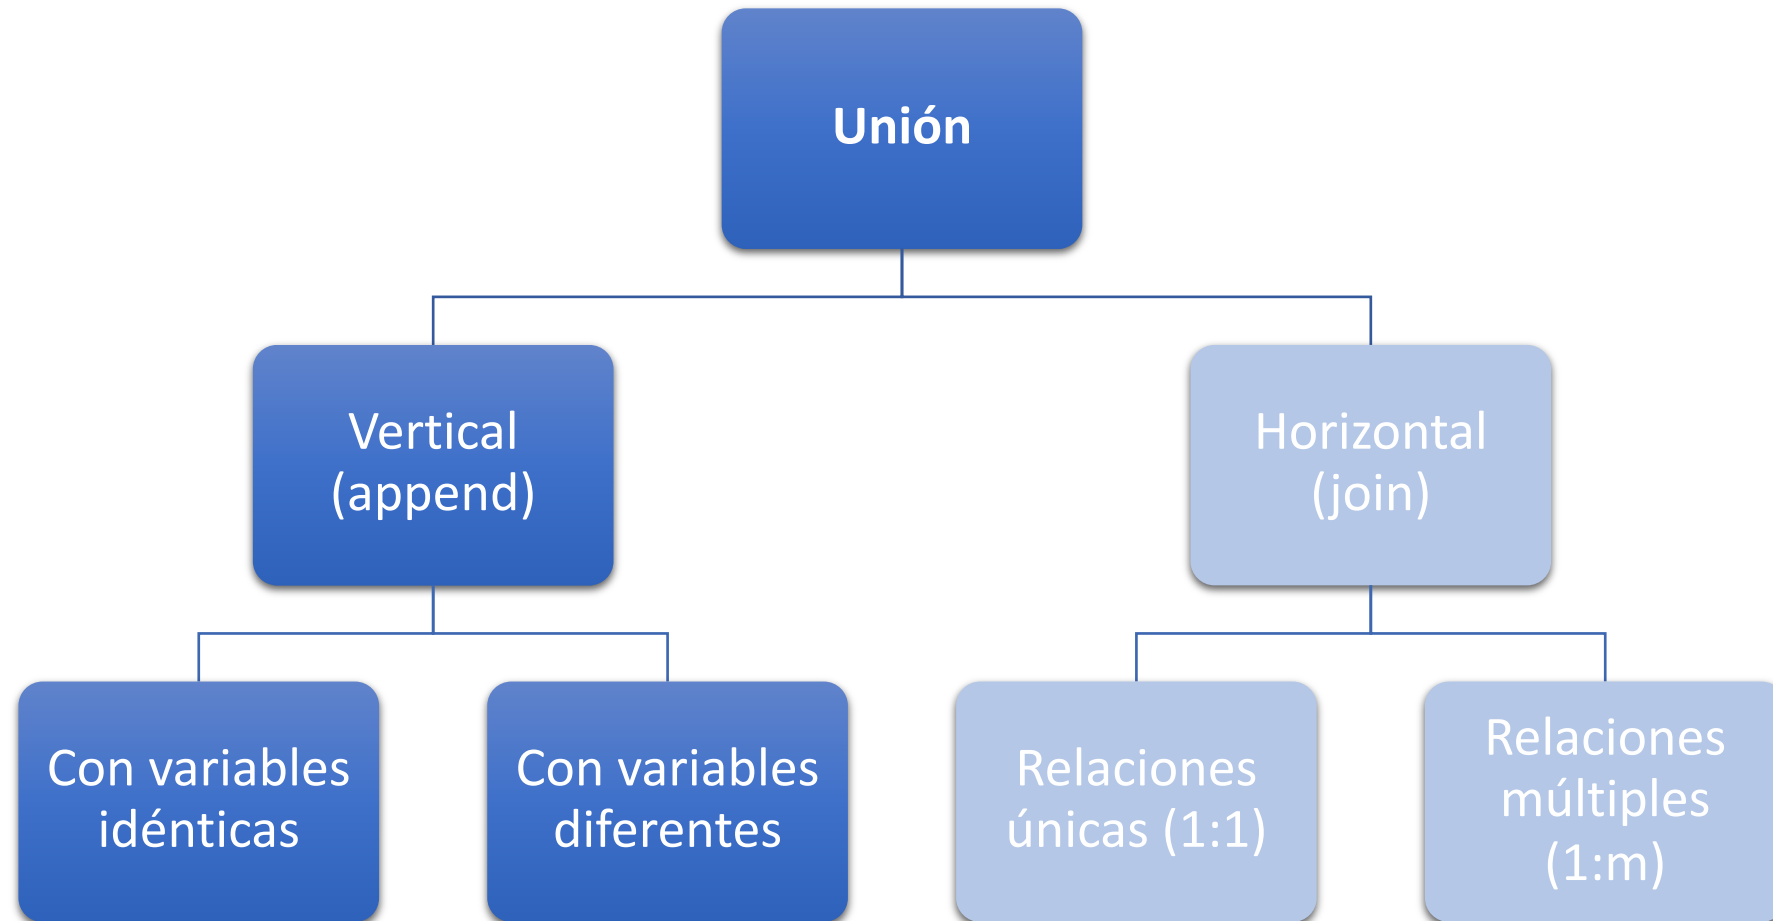 Unión
Vertical
(append)
Horizontal
(join)
Con variables
idénticas
Con variables
diferentes
Relaciones
únicas (1:1)
Relaciones
múltiples
(1:m)